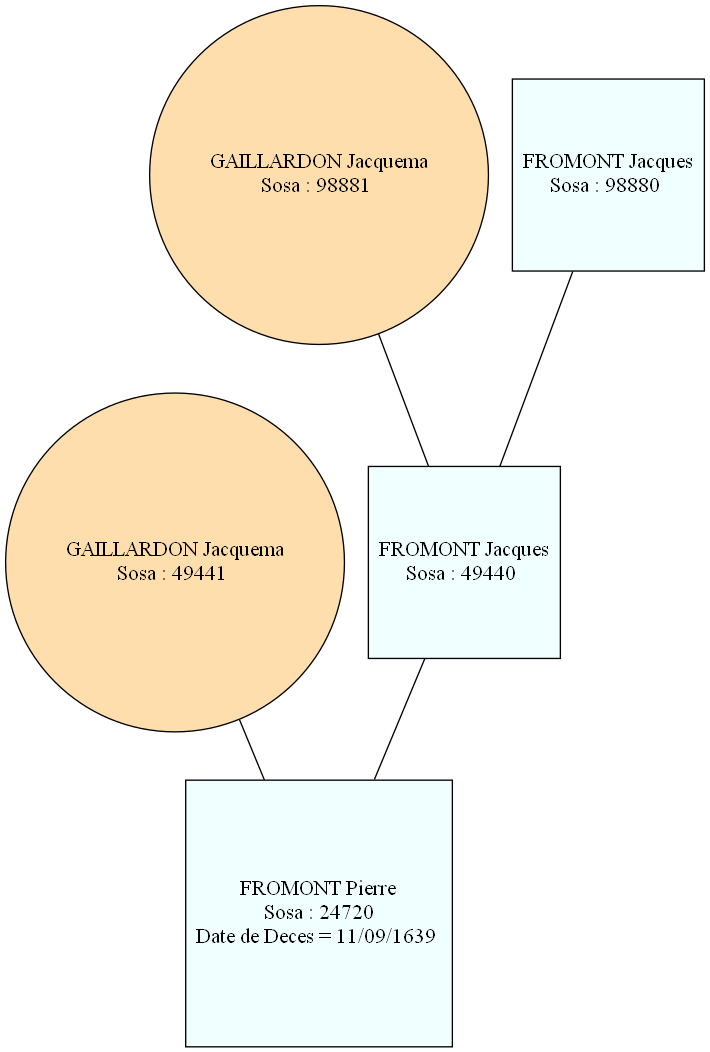 GAILLARDON Jacquema
Sosa : 98881
FROMONT Jacques
Sosa : 98880
GAILLARDON Jacquema
Sosa : 49441
FROMONT Jacques
Sosa : 49440
FROMONT Pierre
Sosa : 24720
Date de Deces = 11/09/1639